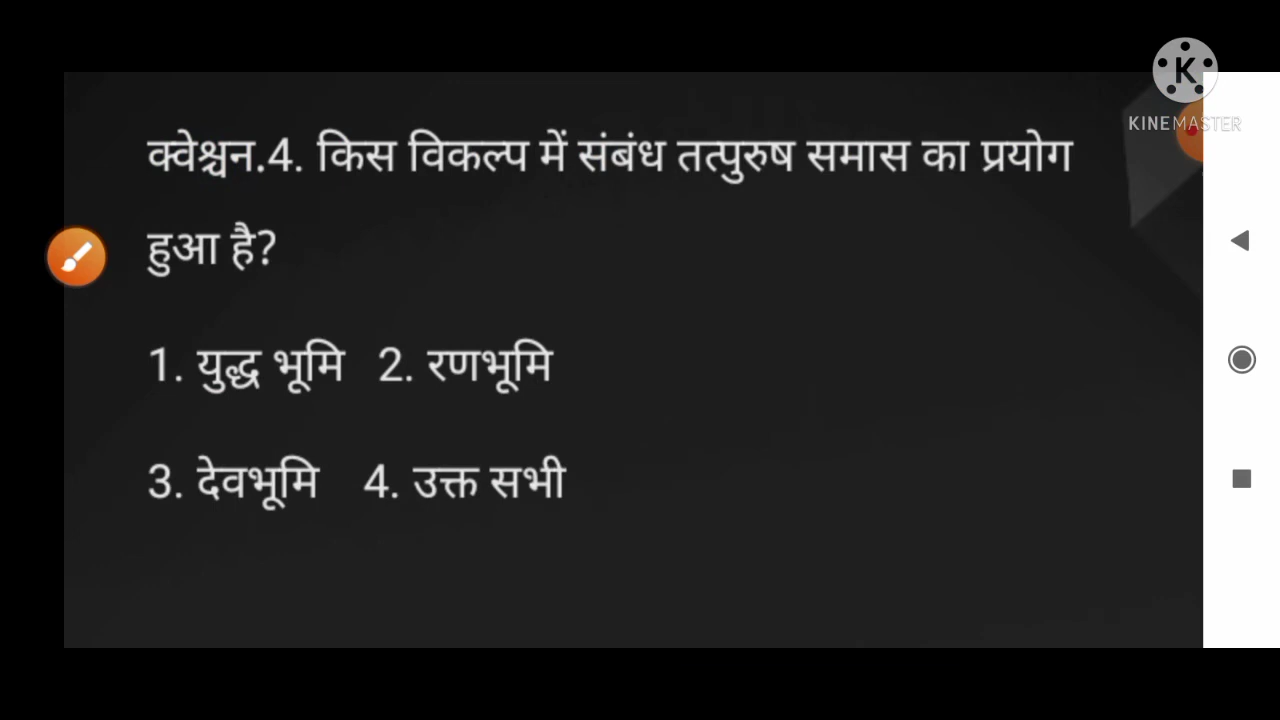 KINEMASTER
क्वेश्चन.4. किस विकल्प में संबंध तत्पुरुष समास का प्रयोग
हुआ है?
1. युद्ध भूमि 2. रणभूमि
3. देवभूमि 4. उक्त सभी